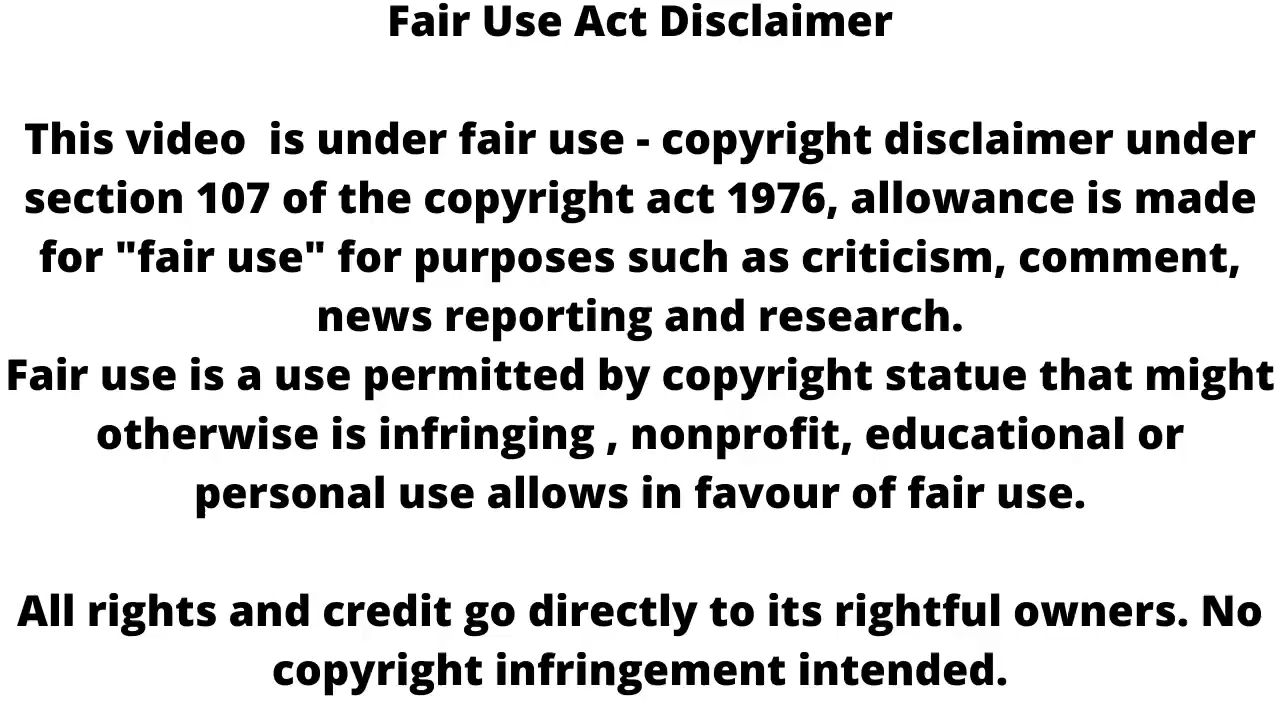 Fair Use Act Disclaimer
This video  is under fair use - copyright disclaimer under
section 107 of the copyright act 1976, allowance is made
for "fair use" for purposes such as criticism, comment,
news reporting and research.
Fair use is a use permitted by copyright statue that might
otherwise is infringing , nonprofit, educational or
personal use allows in favour of fair use.
All rights and credit go directly to its rightful owners. No
copyright infringement intended.